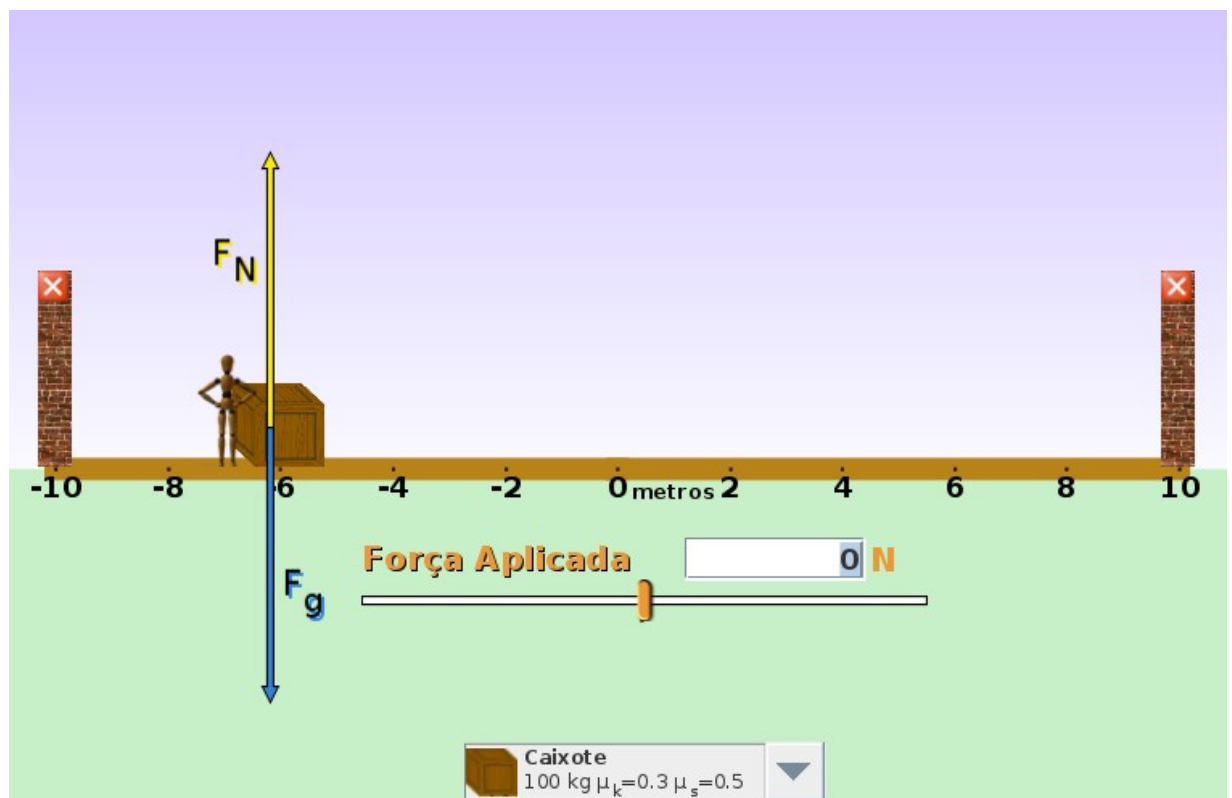 F_N
-10 -8 -6 -4 -2 0 metros 2 4 6 8 10
Força Aplicada 0 N
F_g
Caixote
100 kg μ_k=0.3 μ_s=0.5